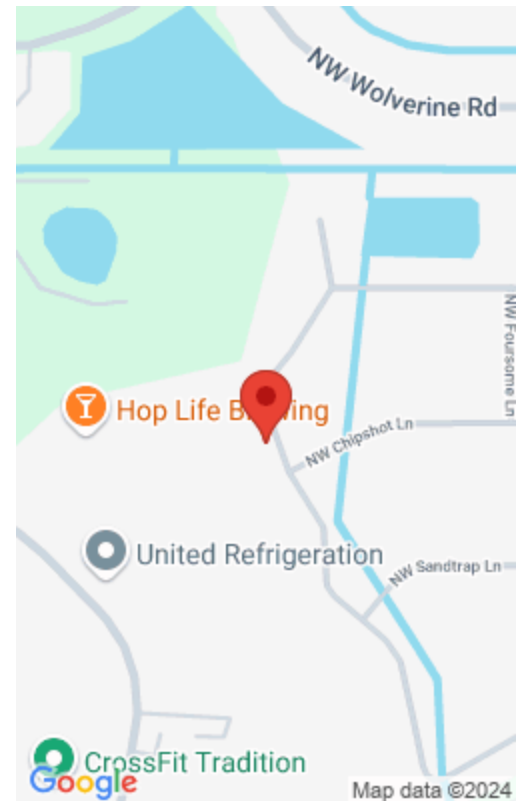 NW Wolverine Rd
NW Foursome Ln
Hop Life B
ing
NW Chipshot Ln
United Refrigeration
NW Sandtrap Ln
CrossFit Tradition
Google
Map data ©2024